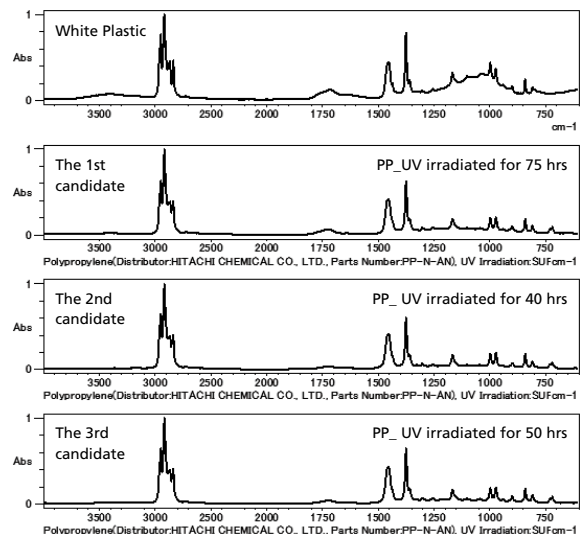 White Plastic
1
Abs
0
3500 3000 2500 2000 1750 1500 1250 1000 750
cm-1
The 1st
candidate
PP_UV irradiated for 75 hrs
1
Abs
0
3500 3000 2500 2000 1750 1500 1250 1000 750
Polypropylene(Distributor:HITACHI CHEMICAL CO., LTD., Parts Number:PP-N-AN), UV Irradiation:SUFcm-1
The 2nd
candidate
PP_ UV irradiated for 40 hrs
1
Abs
0
3500 3000 2500 2000 1750 1500 1250 1000 750
Polypropylene(Distributor:HITACHI CHEMICAL CO., LTD., Parts Number:PP-N-AN), UV Irradiation:SUFcm-1
The 3rd
candidate
PP_ UV irradiated for 50 hrs
1
Abs
0
3500 3000 2500 2000 1750 1500 1250 1000 750
Polypropylene(Distributor:HITACHI CHEMICAL CO., LTD., Parts Number:PP-N-AN), UV Irradiation:SUFcm-1